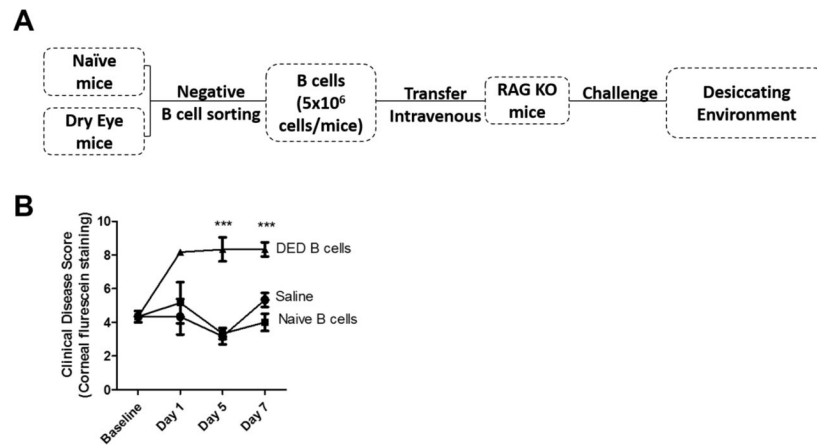 A
Naïve
mice
Dry Eye
mice
Negative
B cell sorting
B cells
(5x10⁶
cells/mice)
Transfer
Intravenous
RAG KO
mice
Challenge
Desiccating
Environment
B
Clinical Disease Score
(Corneal flurescein staining)
10
8
6
4
2
0
*** ***
DED B cells
Saline
Naive B cells
Baseline
Day 1
Day 5
Day 7